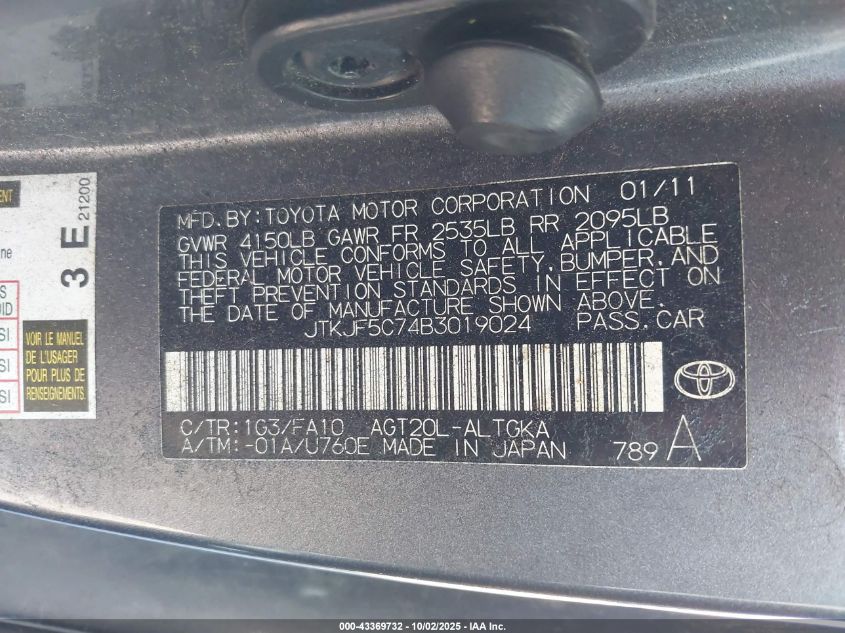 MFD. BY: TOYOTA MOTOR CORPORATION 01/11
GVWR 4150LB GAWR FR 2535LB RR 2095LB
THIS VEHICLE CONFORMS TO ALL APPLICABLE
FEDERAL MOTOR VEHICLE SAFETY, BUMPER, AND
THEFT PREVENTION STANDARDS IN EFFECT ON
THE DATE OF MANUFACTURE SHOWN ABOVE.
JTKJF5C74B3019024 PASS. CAR
C/TR: 1G3/FA10 AGT20L-ALTGKA
A/TM: -01A/U760E MADE IN JAPAN 789 A
3 E
21200
VOIR LE MANUEL
DE L'USAGER
POUR PLUS DE
RENSEIGNEMENTS.
000-43369732 - 10/02/2025 - IAA Inc.